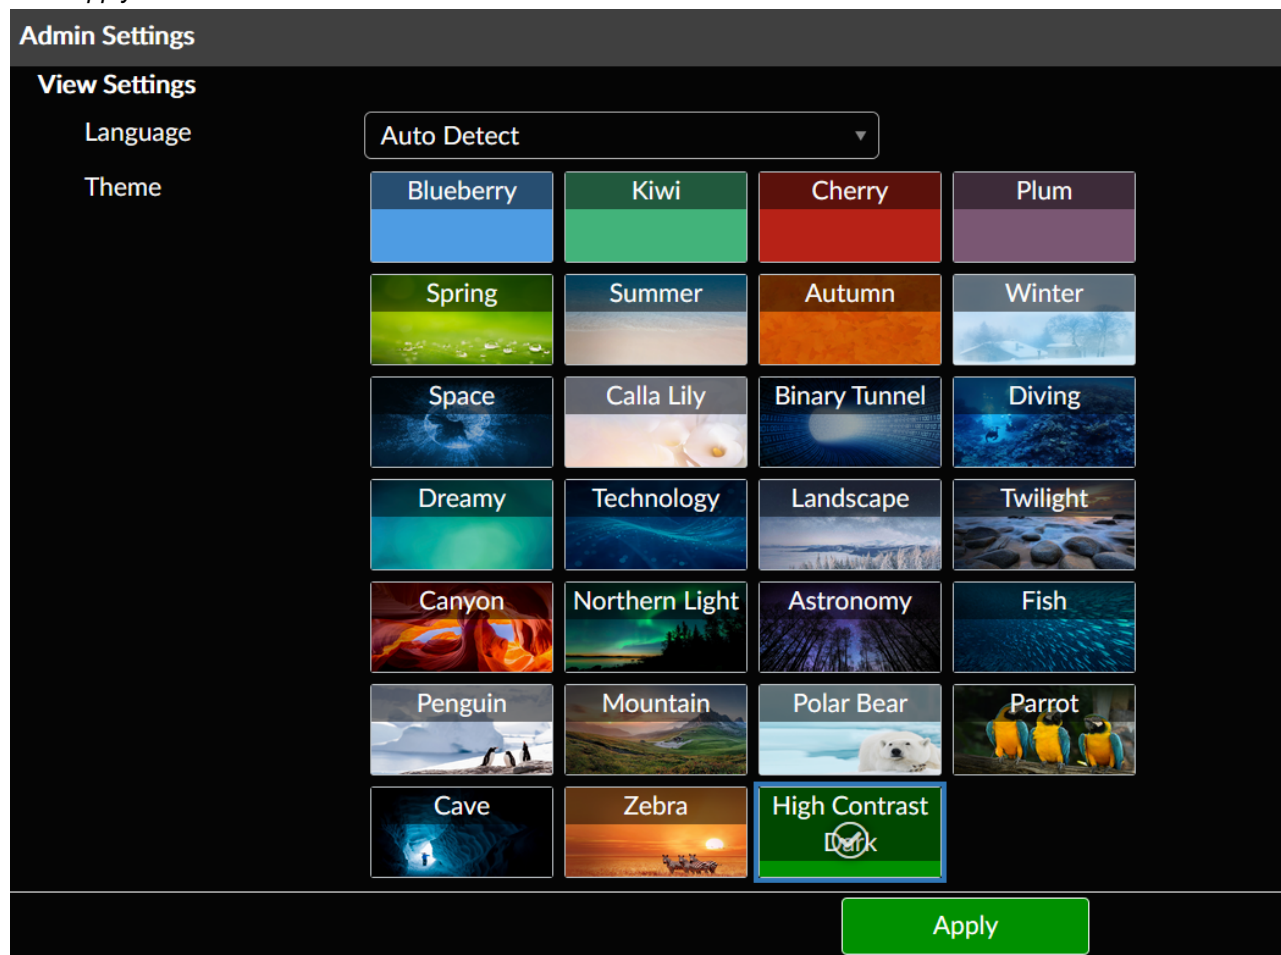 Apply
Admin Settings
View Settings
Language Auto Detect
Theme
Blueberry Kiwi Cherry Plum
Spring Summer Autumn Winter
Space Calla Lily Binary Tunnel Diving
Dreamy Technology Landscape Twilight
Canyon Northern Light Astronomy Fish
Penguin Mountain Polar Bear Parrot
Cave Zebra High Contrast
Dark
Apply